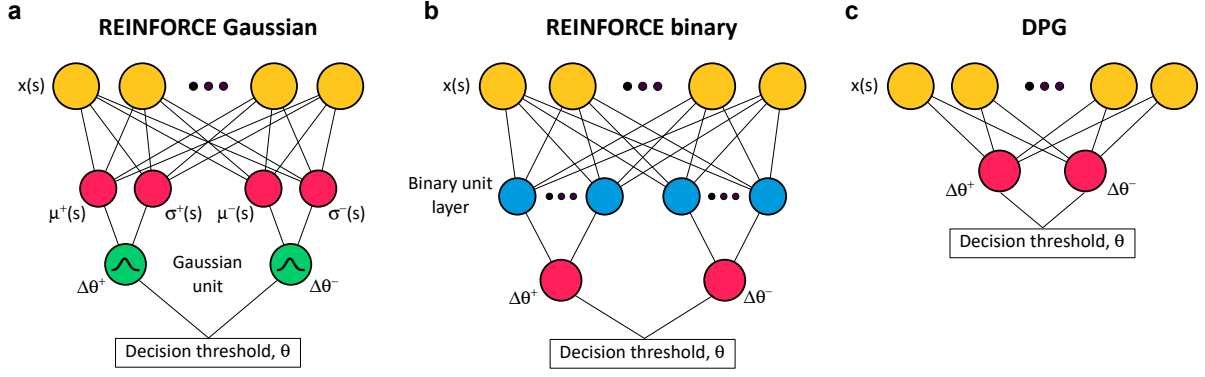 a
REINFORCE Gaussian
x(s)
μ⁺(s)
σ⁺(s)
μ⁻(s)
σ⁻(s)
Δθ⁺
Gaussian
unit
Δθ⁻
Decision threshold, θ
b
REINFORCE binary
x(s)
Binary unit
layer
Δθ⁺
Δθ⁻
Decision threshold, θ
c
DPG
x(s)
Δθ⁺
Δθ⁻
Decision threshold, θ